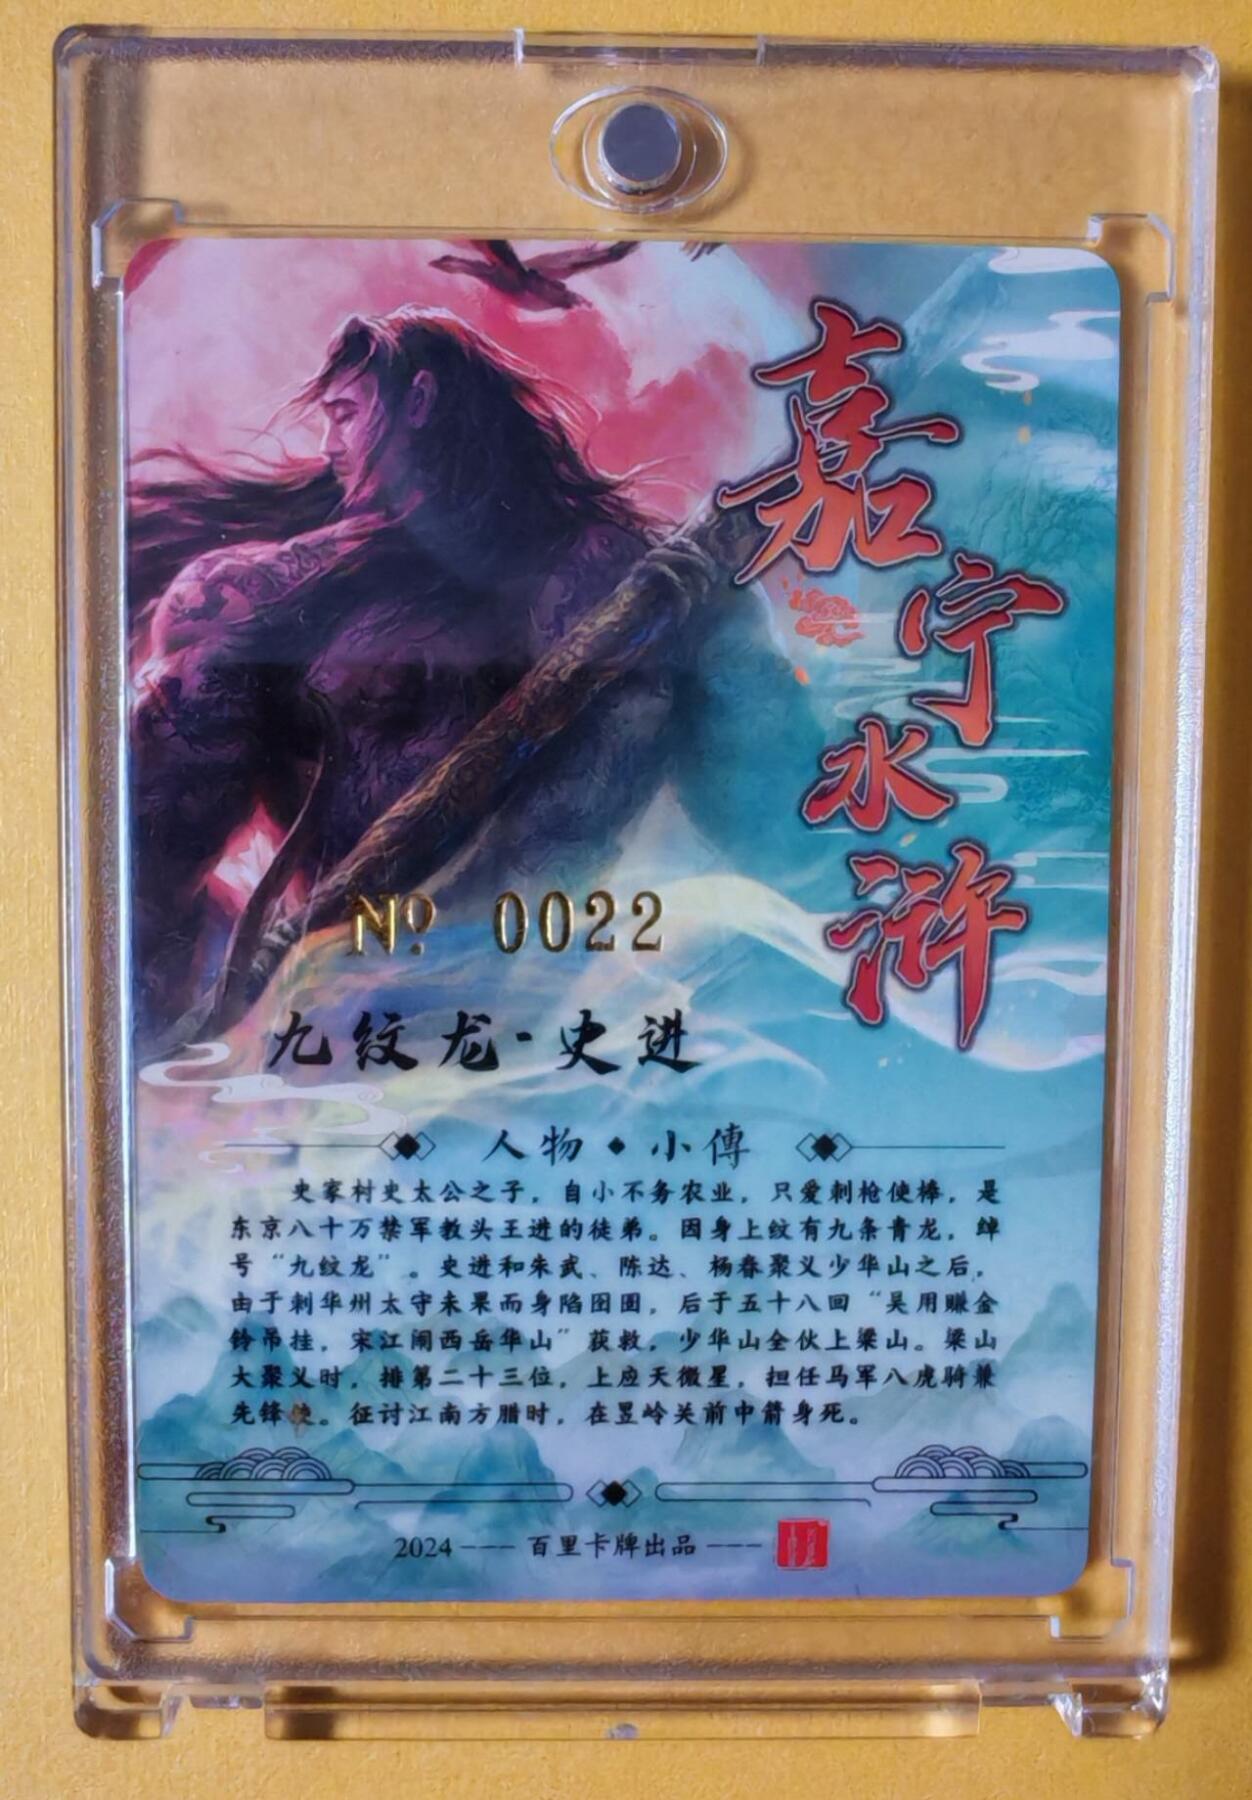 嘉宁水浒
Nº 0022
九纹龙-史进
人物◆小傳
史家村史太公之子，自小不务农业，只爱刺枪使棒，是
东京八十万禁军教头王进的徒弟。因身上纹有九条青龙，绰
号“九纹龙”。史进和朱武、陈达、杨春聚义少华山之后，
由于刺华州太守未果而身陷囹圄，后于五十八回“吴用赚金
铃吊挂，宋江闹西岳华山”获救，少华山全伙上梁山。梁山
大聚义时，排第二十三位，上应天微星，担任马军八虎骑兼
先锋使。征讨江南方腊时，在昱岭关前中箭身死。
2024——— 百里卡牌出品 ———